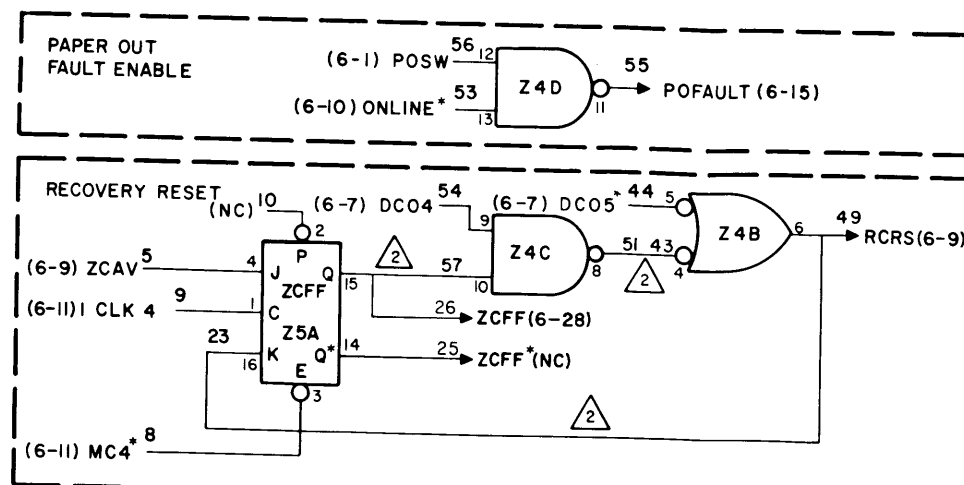 PAPER OUT
FAULT ENABLE
56
(6-1) POSW
12
Z4D
55
11
POFAULT (6-15)
53
(6-10) ONLINE*
13
RECOVERY RESET
(NC)
10
2
54
(6-7) DC04
9
(6-7) DC05*
44
5
Z4B
6
49
RCRS(6-9)
P
5
(6-9) ZCAV
4
J
Q
ZCFF
15
2
57
10
Z4C
8
51
43
4
2
9
(6-11) 1 CLK 4
1
C
26
ZCFF(6-28)
Z5A
23
16
K
Q*
14
25
ZCFF*(NC)
E
3
2
8
(6-11) MC4*